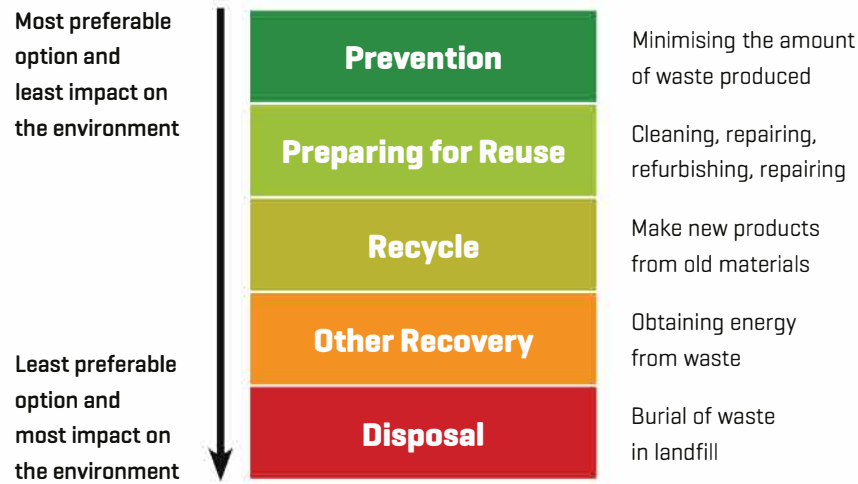 Most preferable
option and
least impact on
the environment
Prevention
Minimising the amount
of waste produced
Preparing for Reuse
Cleaning, repairing,
refurbishing, repairing
Recycle
Make new products
from old materials
Other Recovery
Obtaining energy
from waste
Least preferable
option and
most impact on
the environment
Disposal
Burial of waste
in landfill